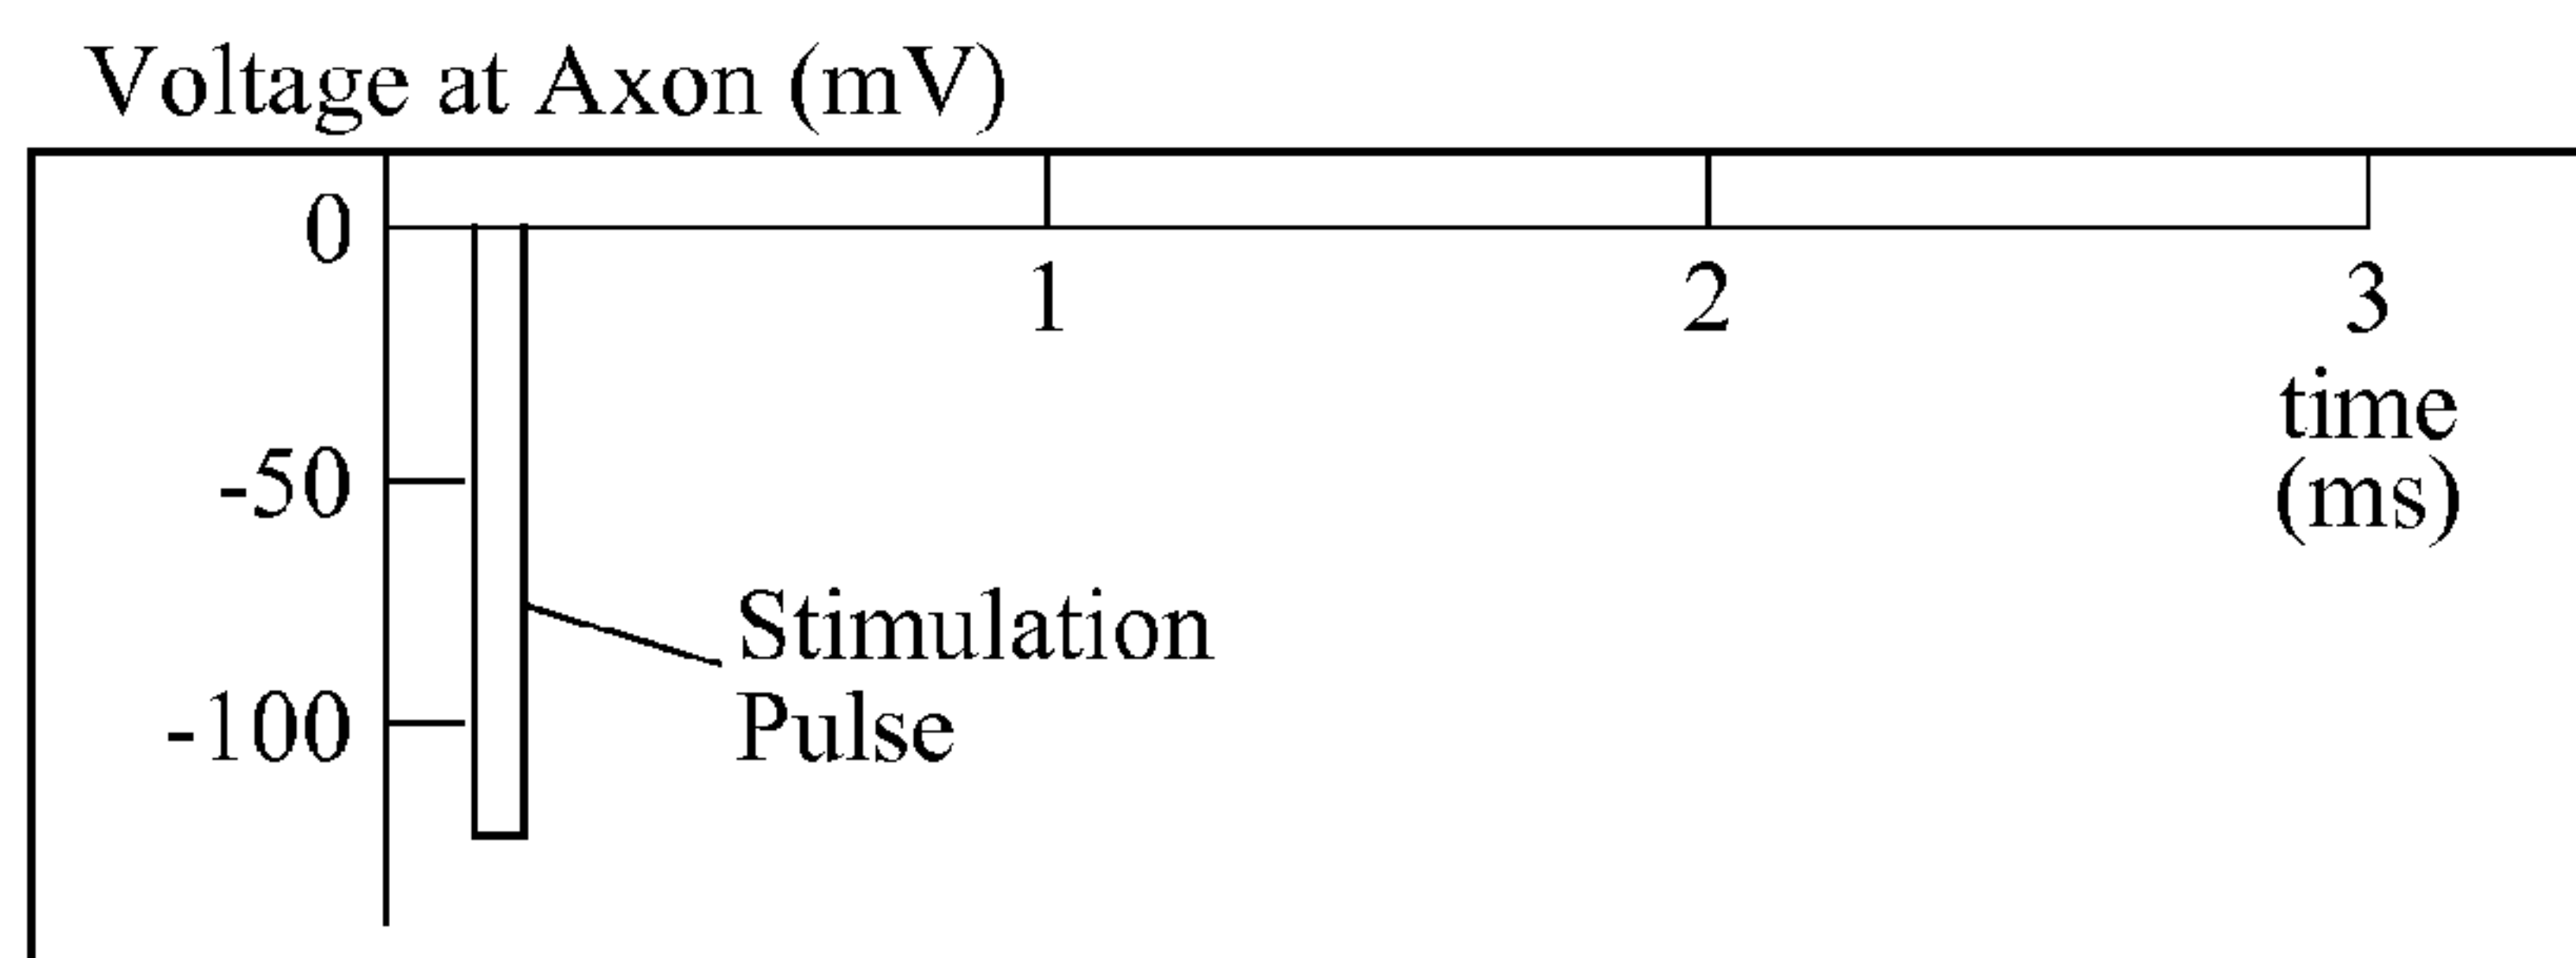 Voltage at Axon (mV)
0
1
2
3
time
(ms)
-50
Stimulation
Pulse
-100